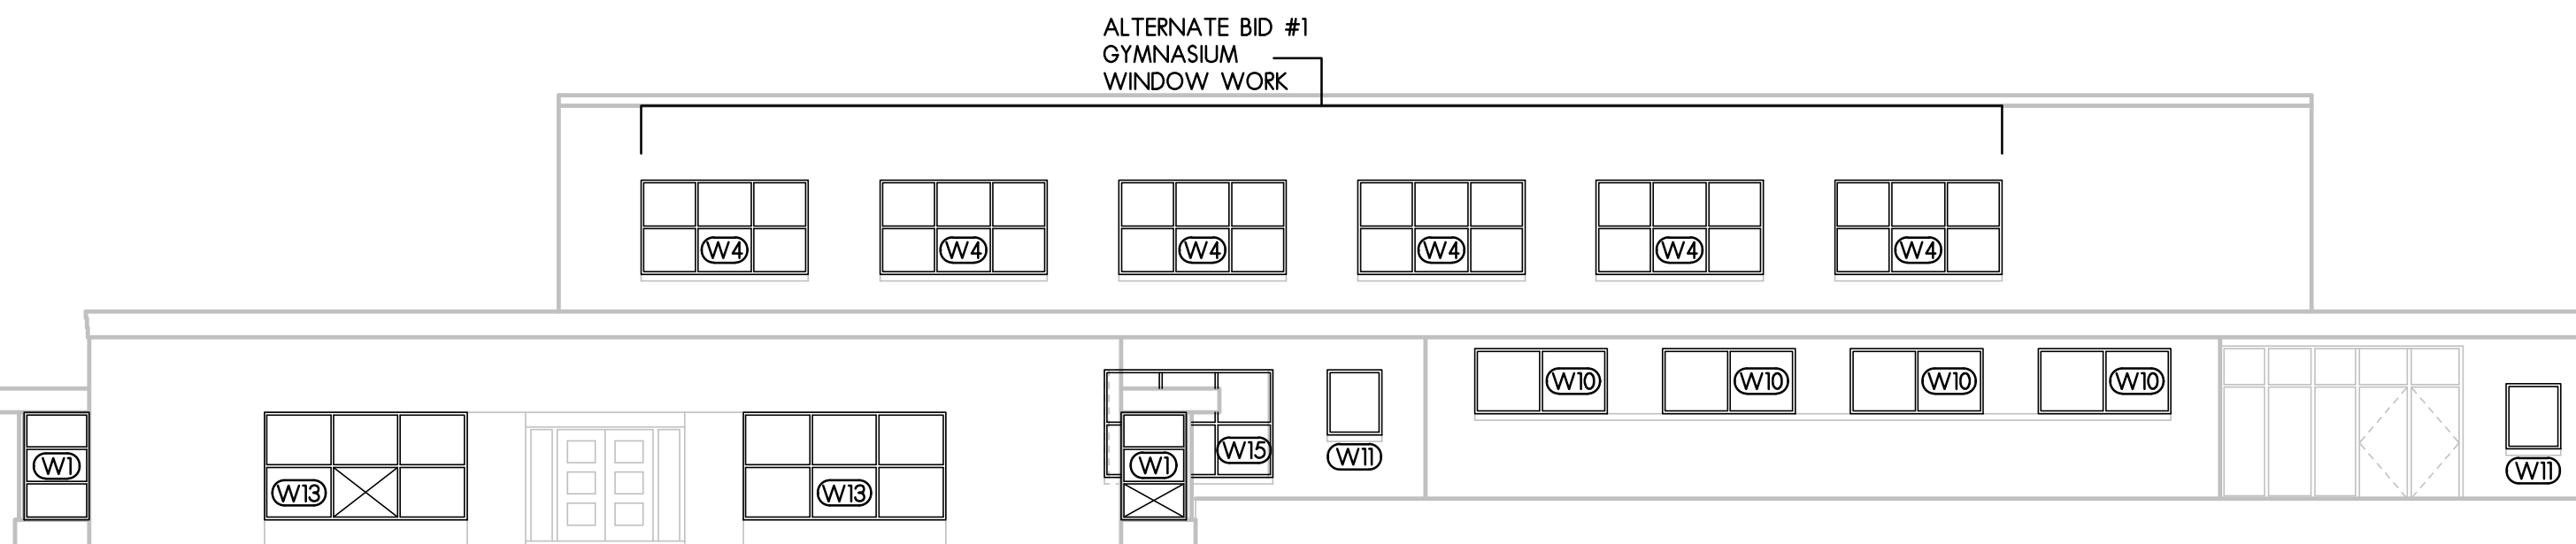 ALTERNATE BID #1
GYMNASIUM
WINDOW WORK
W4 W4 W4 W4 W4 W4
W10 W10 W10 W10
W1 W15 W1 W11 W11
W13 W13